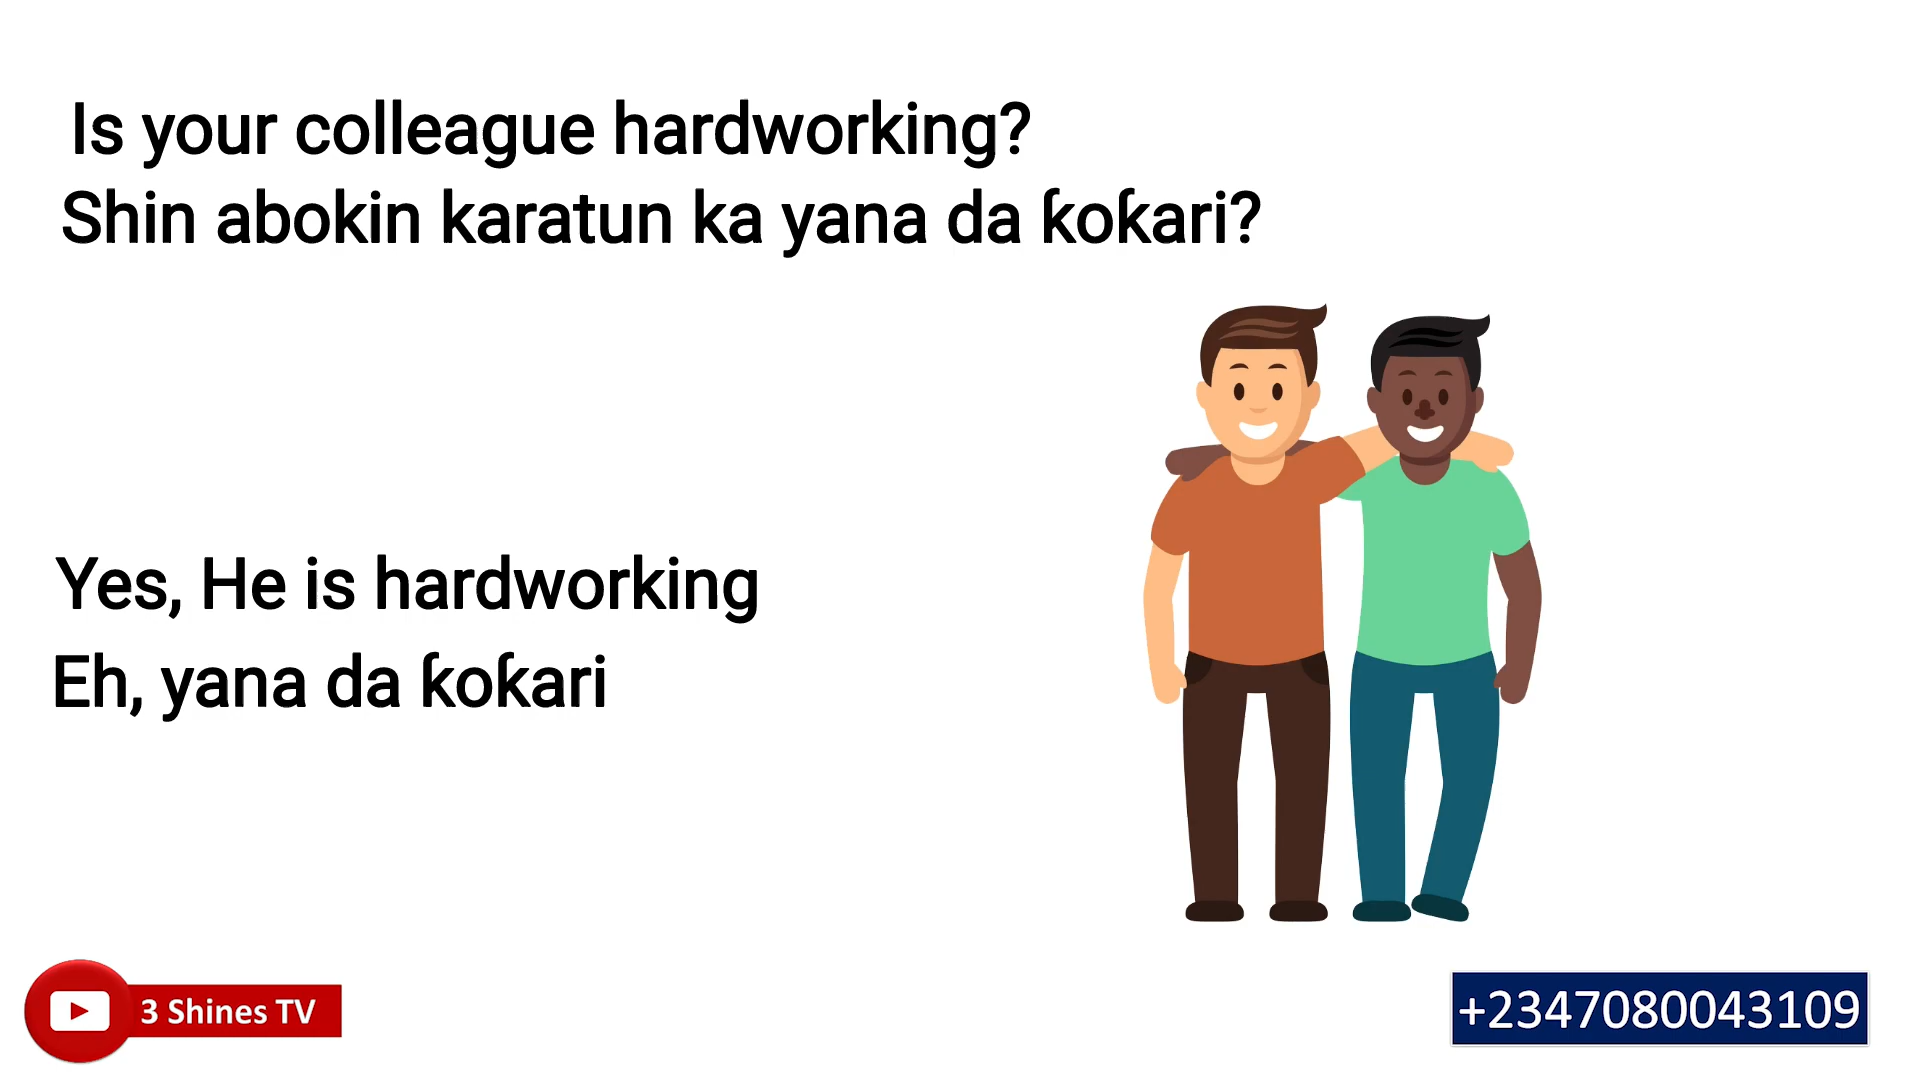 Is your colleague hardworking?
Shin abokin karatun ka yana da ƙoƙari?
Yes, He is hardworking
Eh, yana da ƙoƙari
3 Shines TV
+2347080043109